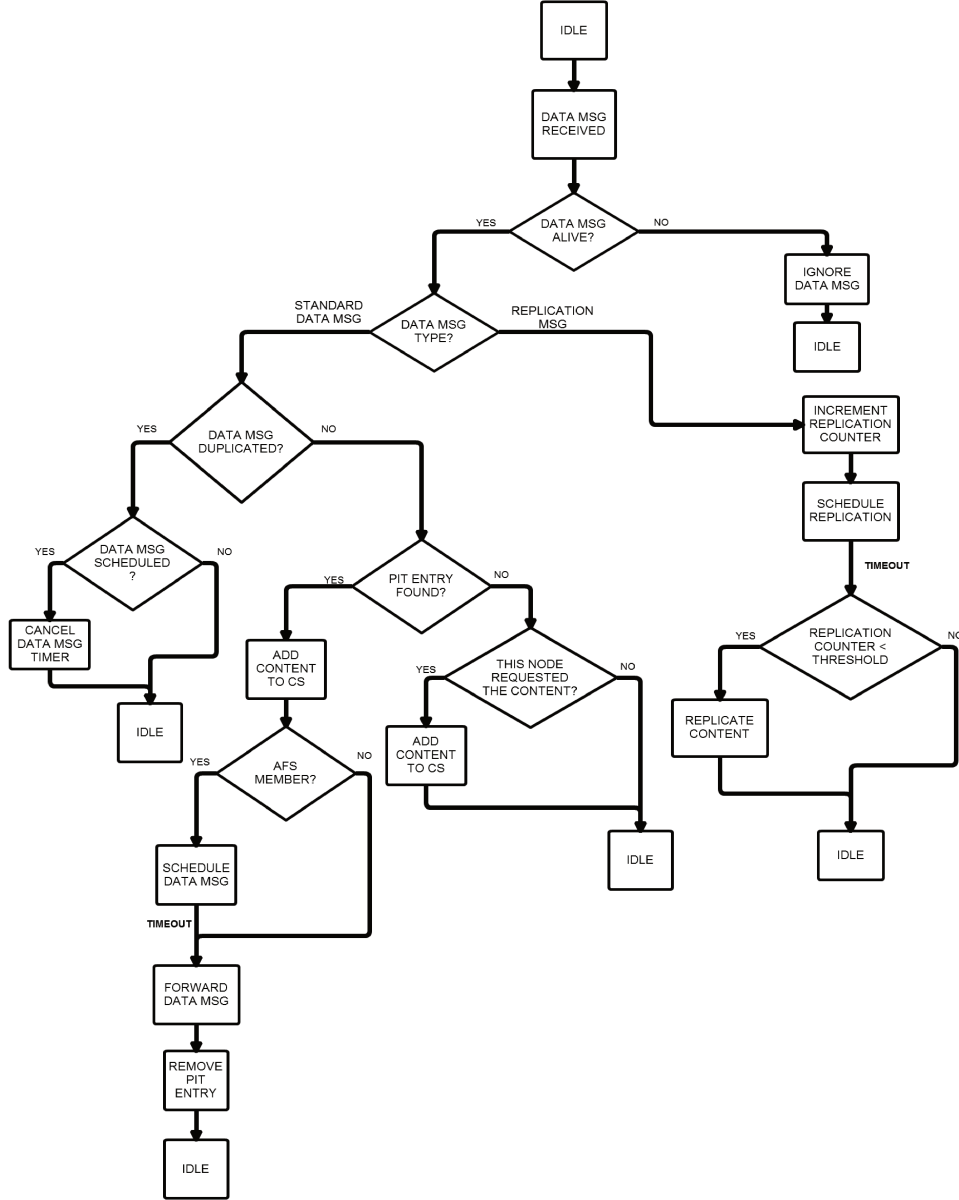 IDLE
DATA MSG
RECEIVED
DATA MSG
ALIVE?
YES
NO
IGNORE
DATA MSG
IDLE
STANDARD
DATA MSG
DATA MSG
TYPE?
REPLICATION
MSG
INCREMENT
REPLICATION
COUNTER
SCHEDULE
REPLICATION
TIMEOUT
REPLICATION
COUNTER <
THRESHOLD
YES
NO
REPLICATE
CONTENT
IDLE
DATA MSG
DUPLICATED?
YES
NO
DATA MSG
SCHEDULED
?
YES
NO
CANCEL
DATA MSG
TIMER
IDLE
PIT ENTRY
FOUND?
YES
NO
ADD
CONTENT
TO CS
THIS NODE
REQUESTED
THE CONTENT?
YES
NO
ADD
CONTENT
TO CS
IDLE
AFS
MEMBER?
YES
NO
SCHEDULE
DATA MSG
TIMEOUT
FORWARD
DATA MSG
REMOVE
PIT
ENTRY
IDLE